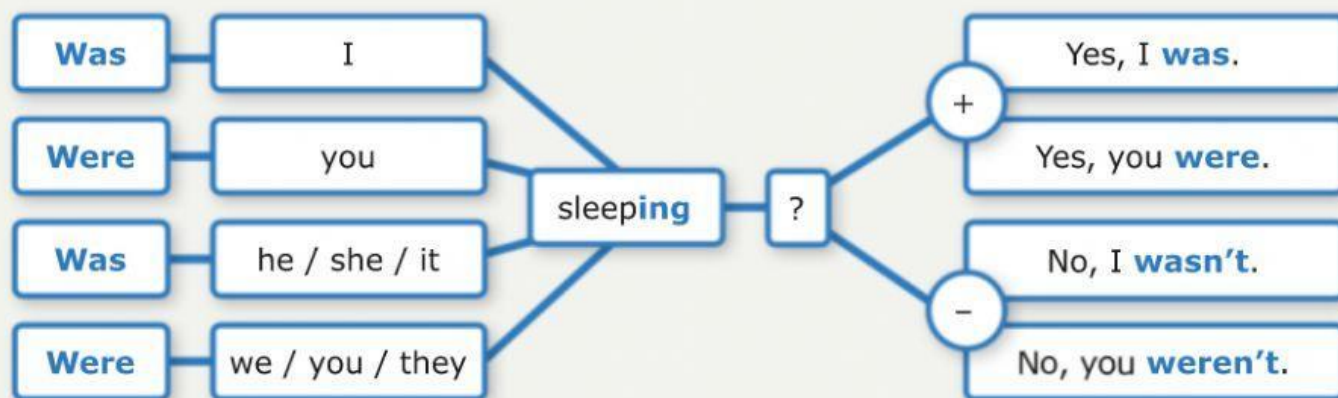 Was I
Were you
Was he / she / it
Were we / you / they
sleeping ?
+
Yes, I was.
Yes, you were.
–
No, I wasn't.
No, you weren't.